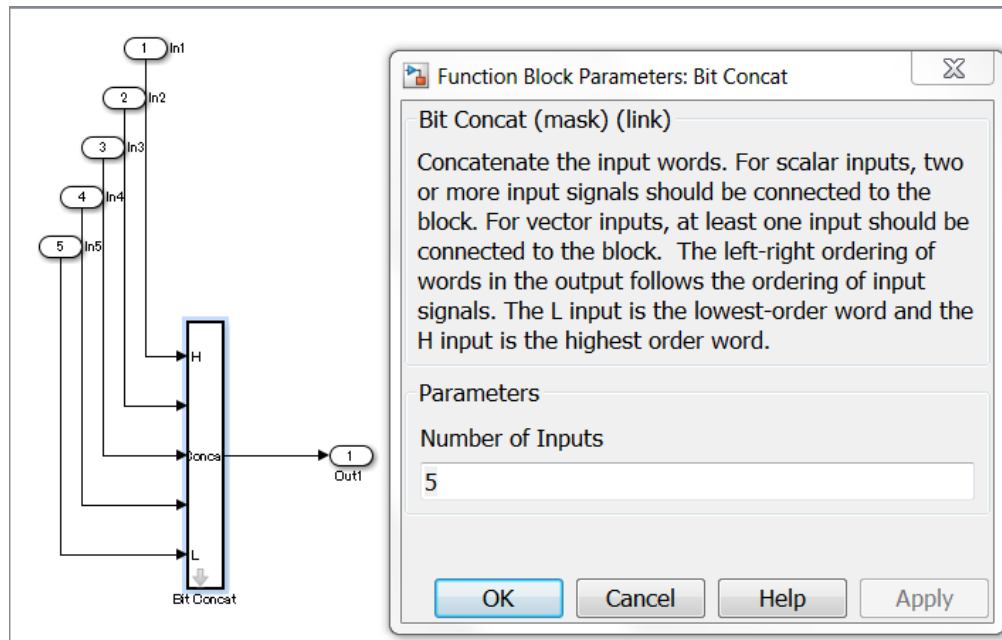 1 In1
2 In2
3 In3
4 In4
5 In5
H
Conca
1
Out1
L
Bit Concat
Function Block Parameters: Bit Concat
Bit Concat (mask) (link)
Concatenate the input words. For scalar inputs, two
or more input signals should be connected to the
block. For vector inputs, at least one input should be
connected to the block.  The left-right ordering of
words in the output follows the ordering of input
signals. The L input is the lowest-order word and the
H input is the highest order word.
Parameters
Number of Inputs
5
OK Cancel Help Apply